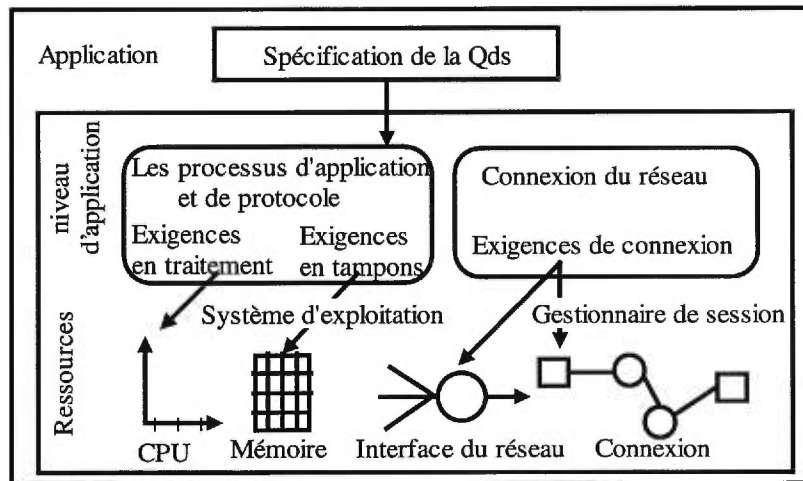 Application
Spécification de la Qds
niveau
d'application
Les processus d'application
et de protocole
Exigences
en traitement
Exigences
en tampons
Connexion du réseau
Exigences de connexion
Ressources
Système d'exploitation
Gestionnaire de session
CPU
Mémoire
Interface du réseau
Connexion